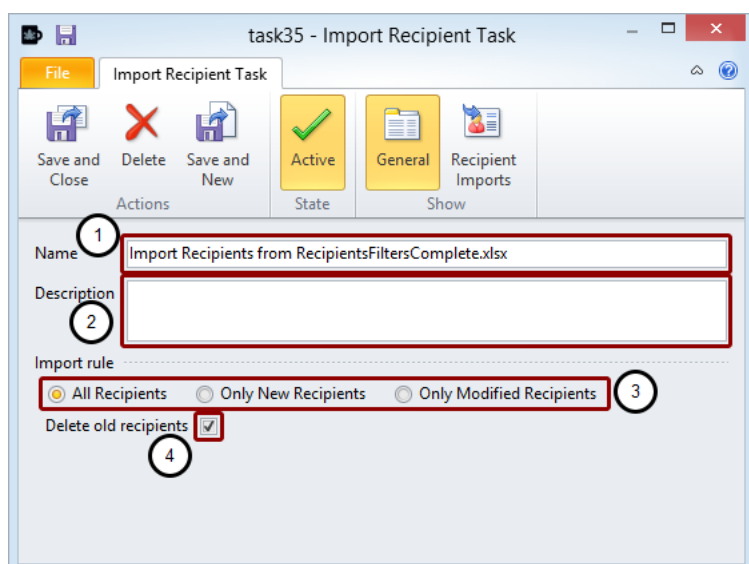 task35 - Import Recipient Task
File Import Recipient Task
Save and Close Delete Save and New Active General Recipient Imports
Actions State Show
1
Name Import Recipients from RecipientsFiltersComplete.xlsx
Description
2
Import rule
All Recipients Only New Recipients Only Modified Recipients 3
Delete old recipients
4